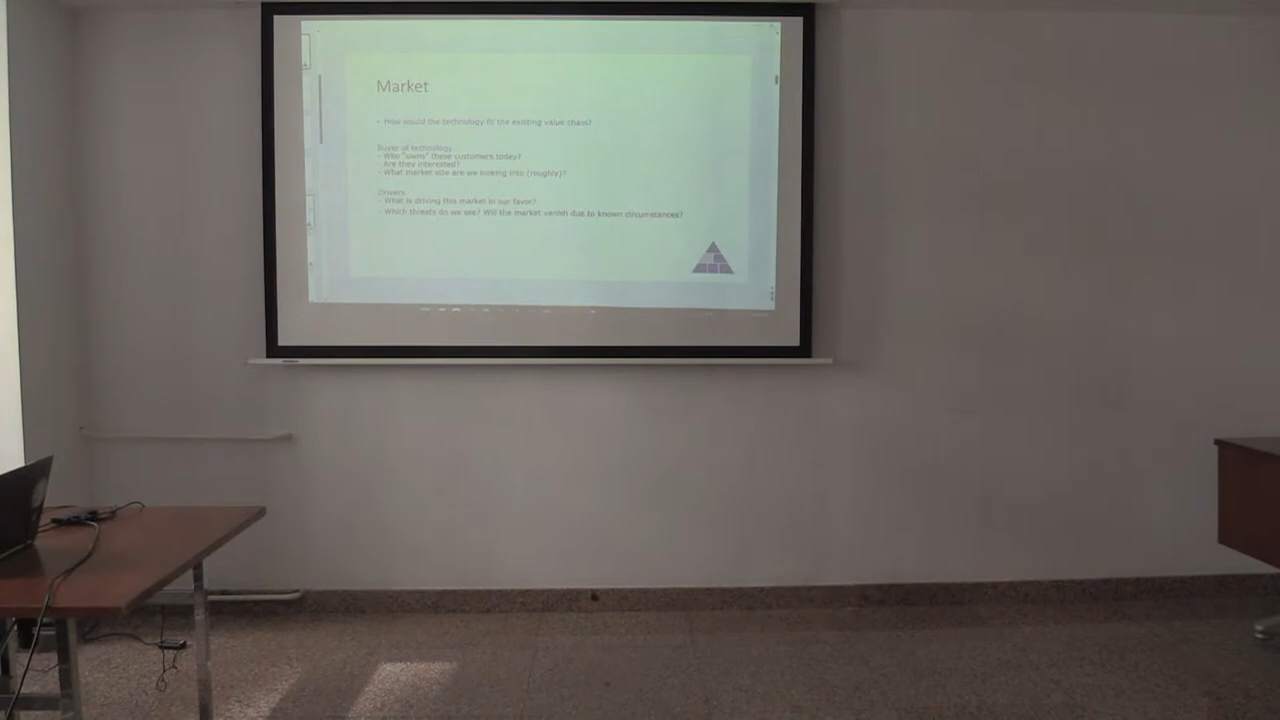 Market
- How would the technology fit the existing value chain?
Buyer of technology
- Who "owns" these customers today?
- Are they interested?
- What market size are we looking into (roughly)?
Drivers
- What is driving this market in our favor?
- Which threats do we see? Will the market vanish due to known circumstances?